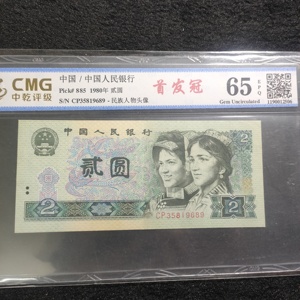 CMG
中乾评级
中国 / 中国人民银行
Pick# 885 1980年 贰圆
S/N CP35819689 - 民族人物头像
首发冠
65 EPQ
Gem Uncirculated
中国人民银行
贰圆
2
2
CP35819689